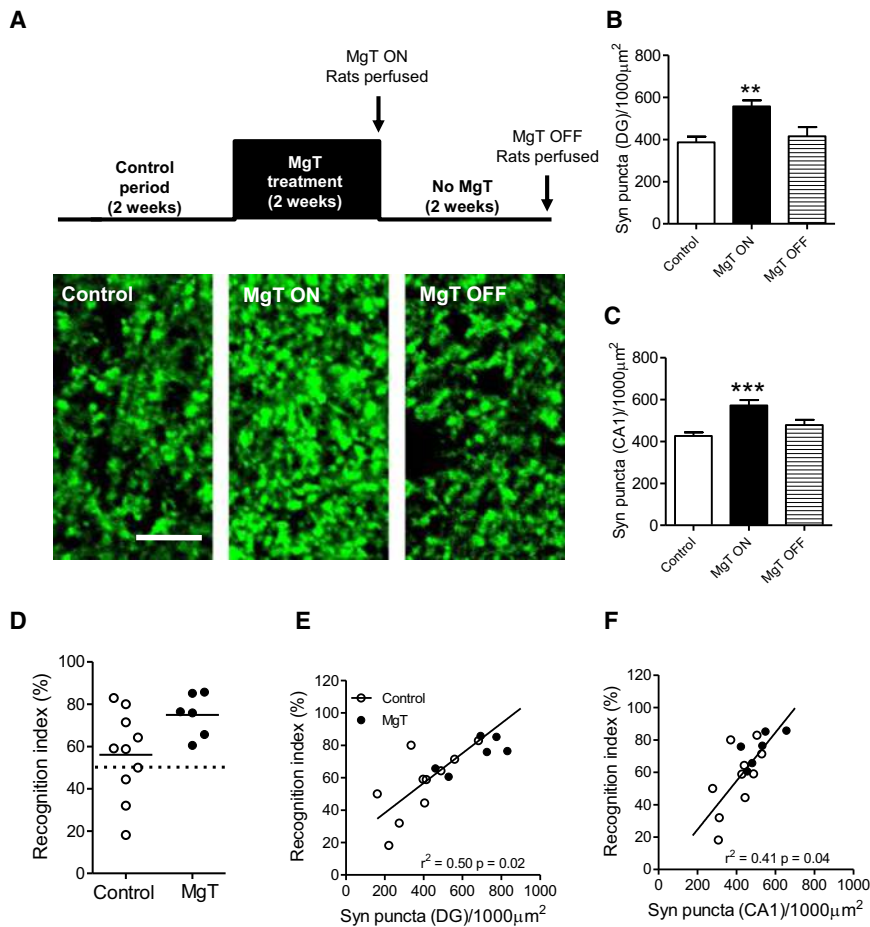 A
MgT ON
Rats perfused
MgT OFF
Rats perfused
Control
period
(2 weeks)
MgT
treatment
(2 weeks)
No MgT
(2 weeks)
Control
MgT ON
MgT OFF
B
Syn puncta (DG)/1000μm²
800
600
400
200
0
**
Control
MgT ON
MgT OFF
C
Syn puncta (CA1)/1000μm²
800
600
400
200
0
***
Control
MgT ON
MgT OFF
D
Recognition index (%)
100
80
60
40
20
0
Control
MgT
E
Recognition index (%)
120
100
80
60
40
20
0
Control
MgT
r² = 0.50 p = 0.02
0 200 400 600 800 1000
Syn puncta (DG)/1000μm²
F
Recognition index (%)
120
100
80
60
40
20
0
r² = 0.41 p = 0.04
0 200 400 600 800 1000
Syn puncta (CA1)/1000μm²